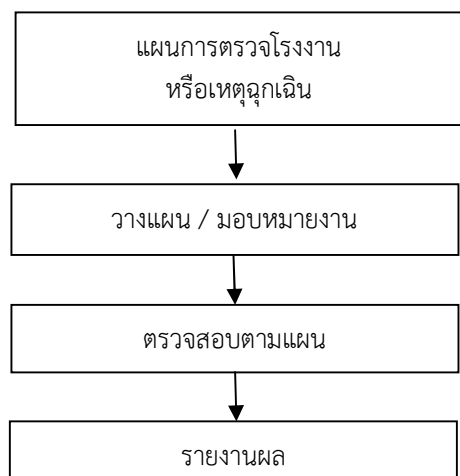 แผนการตรวจโรงงาน
หรือเหตุฉุกเฉิน
วางแผน / มอบหมายงาน
ตรวจสอบตามแผน
รายงานผล